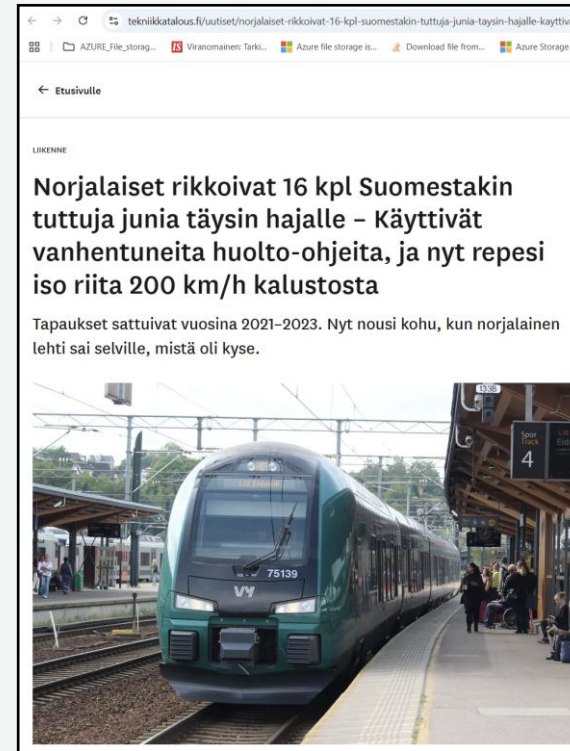 tekniikkatalous.fi/uutiset/norjalaiset-rikkoivat-16-kpl-suomestakin-tuttuja-junia-taysin-hajalle-kayttiva
AZURE_File_storag...
IS Viranomainen: Tarki...
Azure file storage is...
Download file from...
Azure Storage
← Etusivulle
LIIKENNE
Norjalaiset rikkoivat 16 kpl Suomestakin
tuttuja junia täysin hajalle – Käyttivät
vanhentuneita huolto-ohjeita, ja nyt repesi
iso riita 200 km/h kalustosta
Tapaukset sattuivat vuosina 2021–2023. Nyt nousi kohu, kun norjalainen
lehti sai selville, mistä oli kyse.
1336
Spor
Track
4
75139
VY